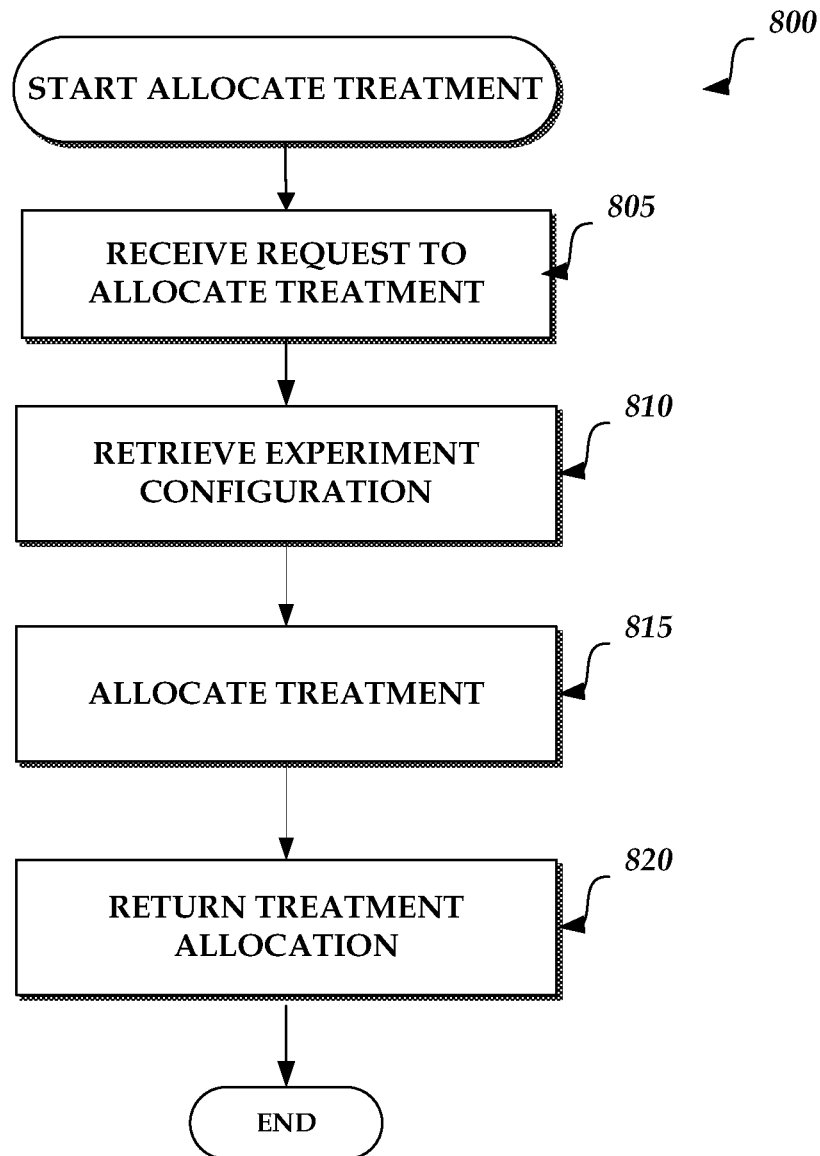 800
START ALLOCATE TREATMENT
805
RECEIVE REQUEST TO
ALLOCATE TREATMENT
810
RETRIEVE EXPERIMENT
CONFIGURATION
815
ALLOCATE TREATMENT
820
RETURN TREATMENT
ALLOCATION
END